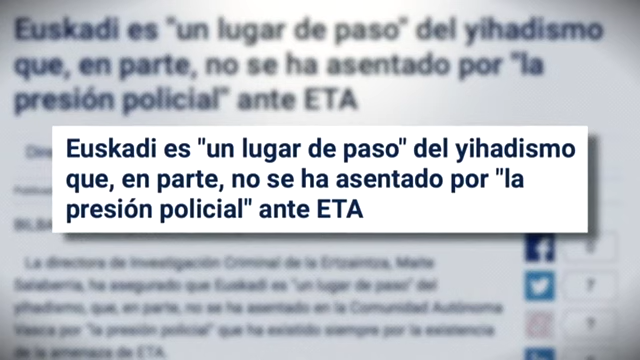 Euskadi es "un lugar de paso" del yihadismo
que, en parte, no se ha asentado por "la
presión policial" ante ETA
Euskadi es "un lugar de paso" del yihadismo
que, en parte, no se ha asentado por "la
presión policial" ante ETA
La directora de Investigación Criminal de la Ertzaintza, Maite
Salaberria, ha asegurado que Euskadi es "un lugar de paso" del
yihadismo, que, en parte, no se ha asentado en la Comunidad Autónoma
Vasca por "la presión policial" que ha existido siempre por la existencia
de la amenaza de ETA.